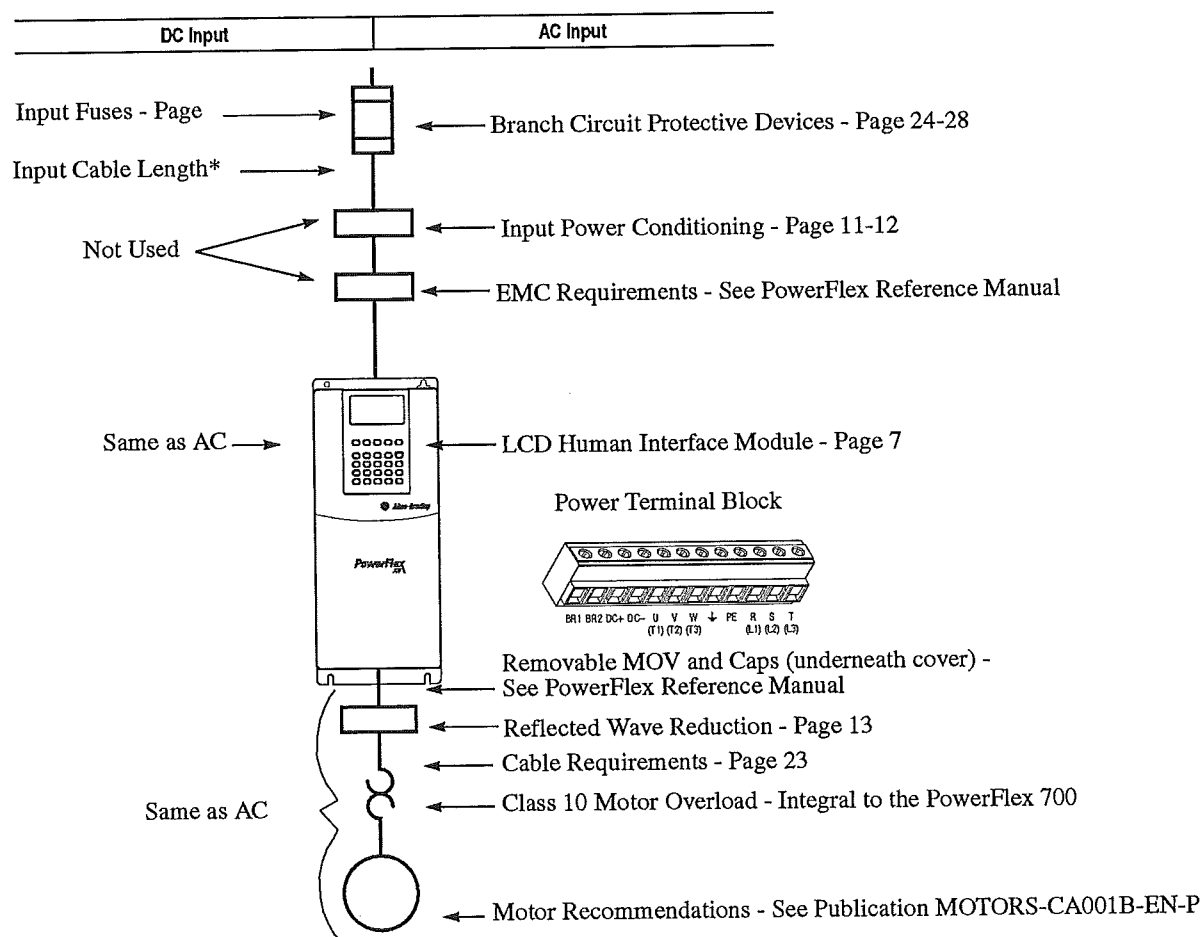 DC Input
AC Input
Input Fuses - Page
Branch Circuit Protective Devices - Page 24-28
Input Cable Length*
Input Power Conditioning - Page 11-12
Not Used
EMC Requirements - See PowerFlex Reference Manual
Same as AC
LCD Human Interface Module - Page 7
Allen-Bradley
Power Terminal Block
PowerFlex
BR1 BR2 DC+ DC- U V W PE R S T
(T1) (T2) (T3) (L1) (L2) (L3)
Removable MOV and Caps (underneath cover) -
See PowerFlex Reference Manual
Reflected Wave Reduction - Page 13
Cable Requirements - Page 23
Class 10 Motor Overload - Integral to the PowerFlex 700
Same as AC
Motor Recommendations - See Publication MOTORS-CA001B-EN-P